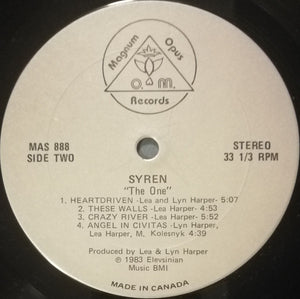 Magnum Opus
O. M.
Records
MAS 888
SIDE TWO
STEREO
33 1/3 RPM
SYREN
"The One"
1. HEARTDRIVEN -Lea and Lyn Harper- 5:07
2. THESE WALLS -Lea Harper- 4:53
3. CRAZY RIVER -Lea Harper- 5:52
4. ANGEL IN CIVITAS -Lyn Harper,
Lea Harper, M. Kolesnyk 4:39
Produced by Lea & Lyn Harper
℗ 1983 Elevsinian
Music BMI
MADE IN CANADA